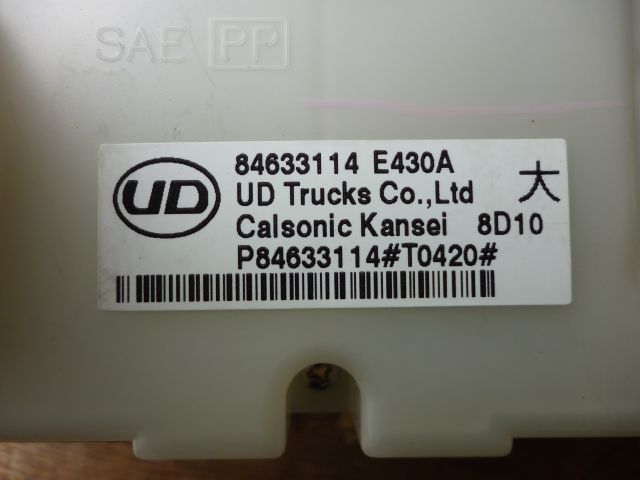 SAE PP
UD
84633114 E430A 大
UD Trucks Co.,Ltd
Calsonic Kansei 8D10
P84633114#T0420#